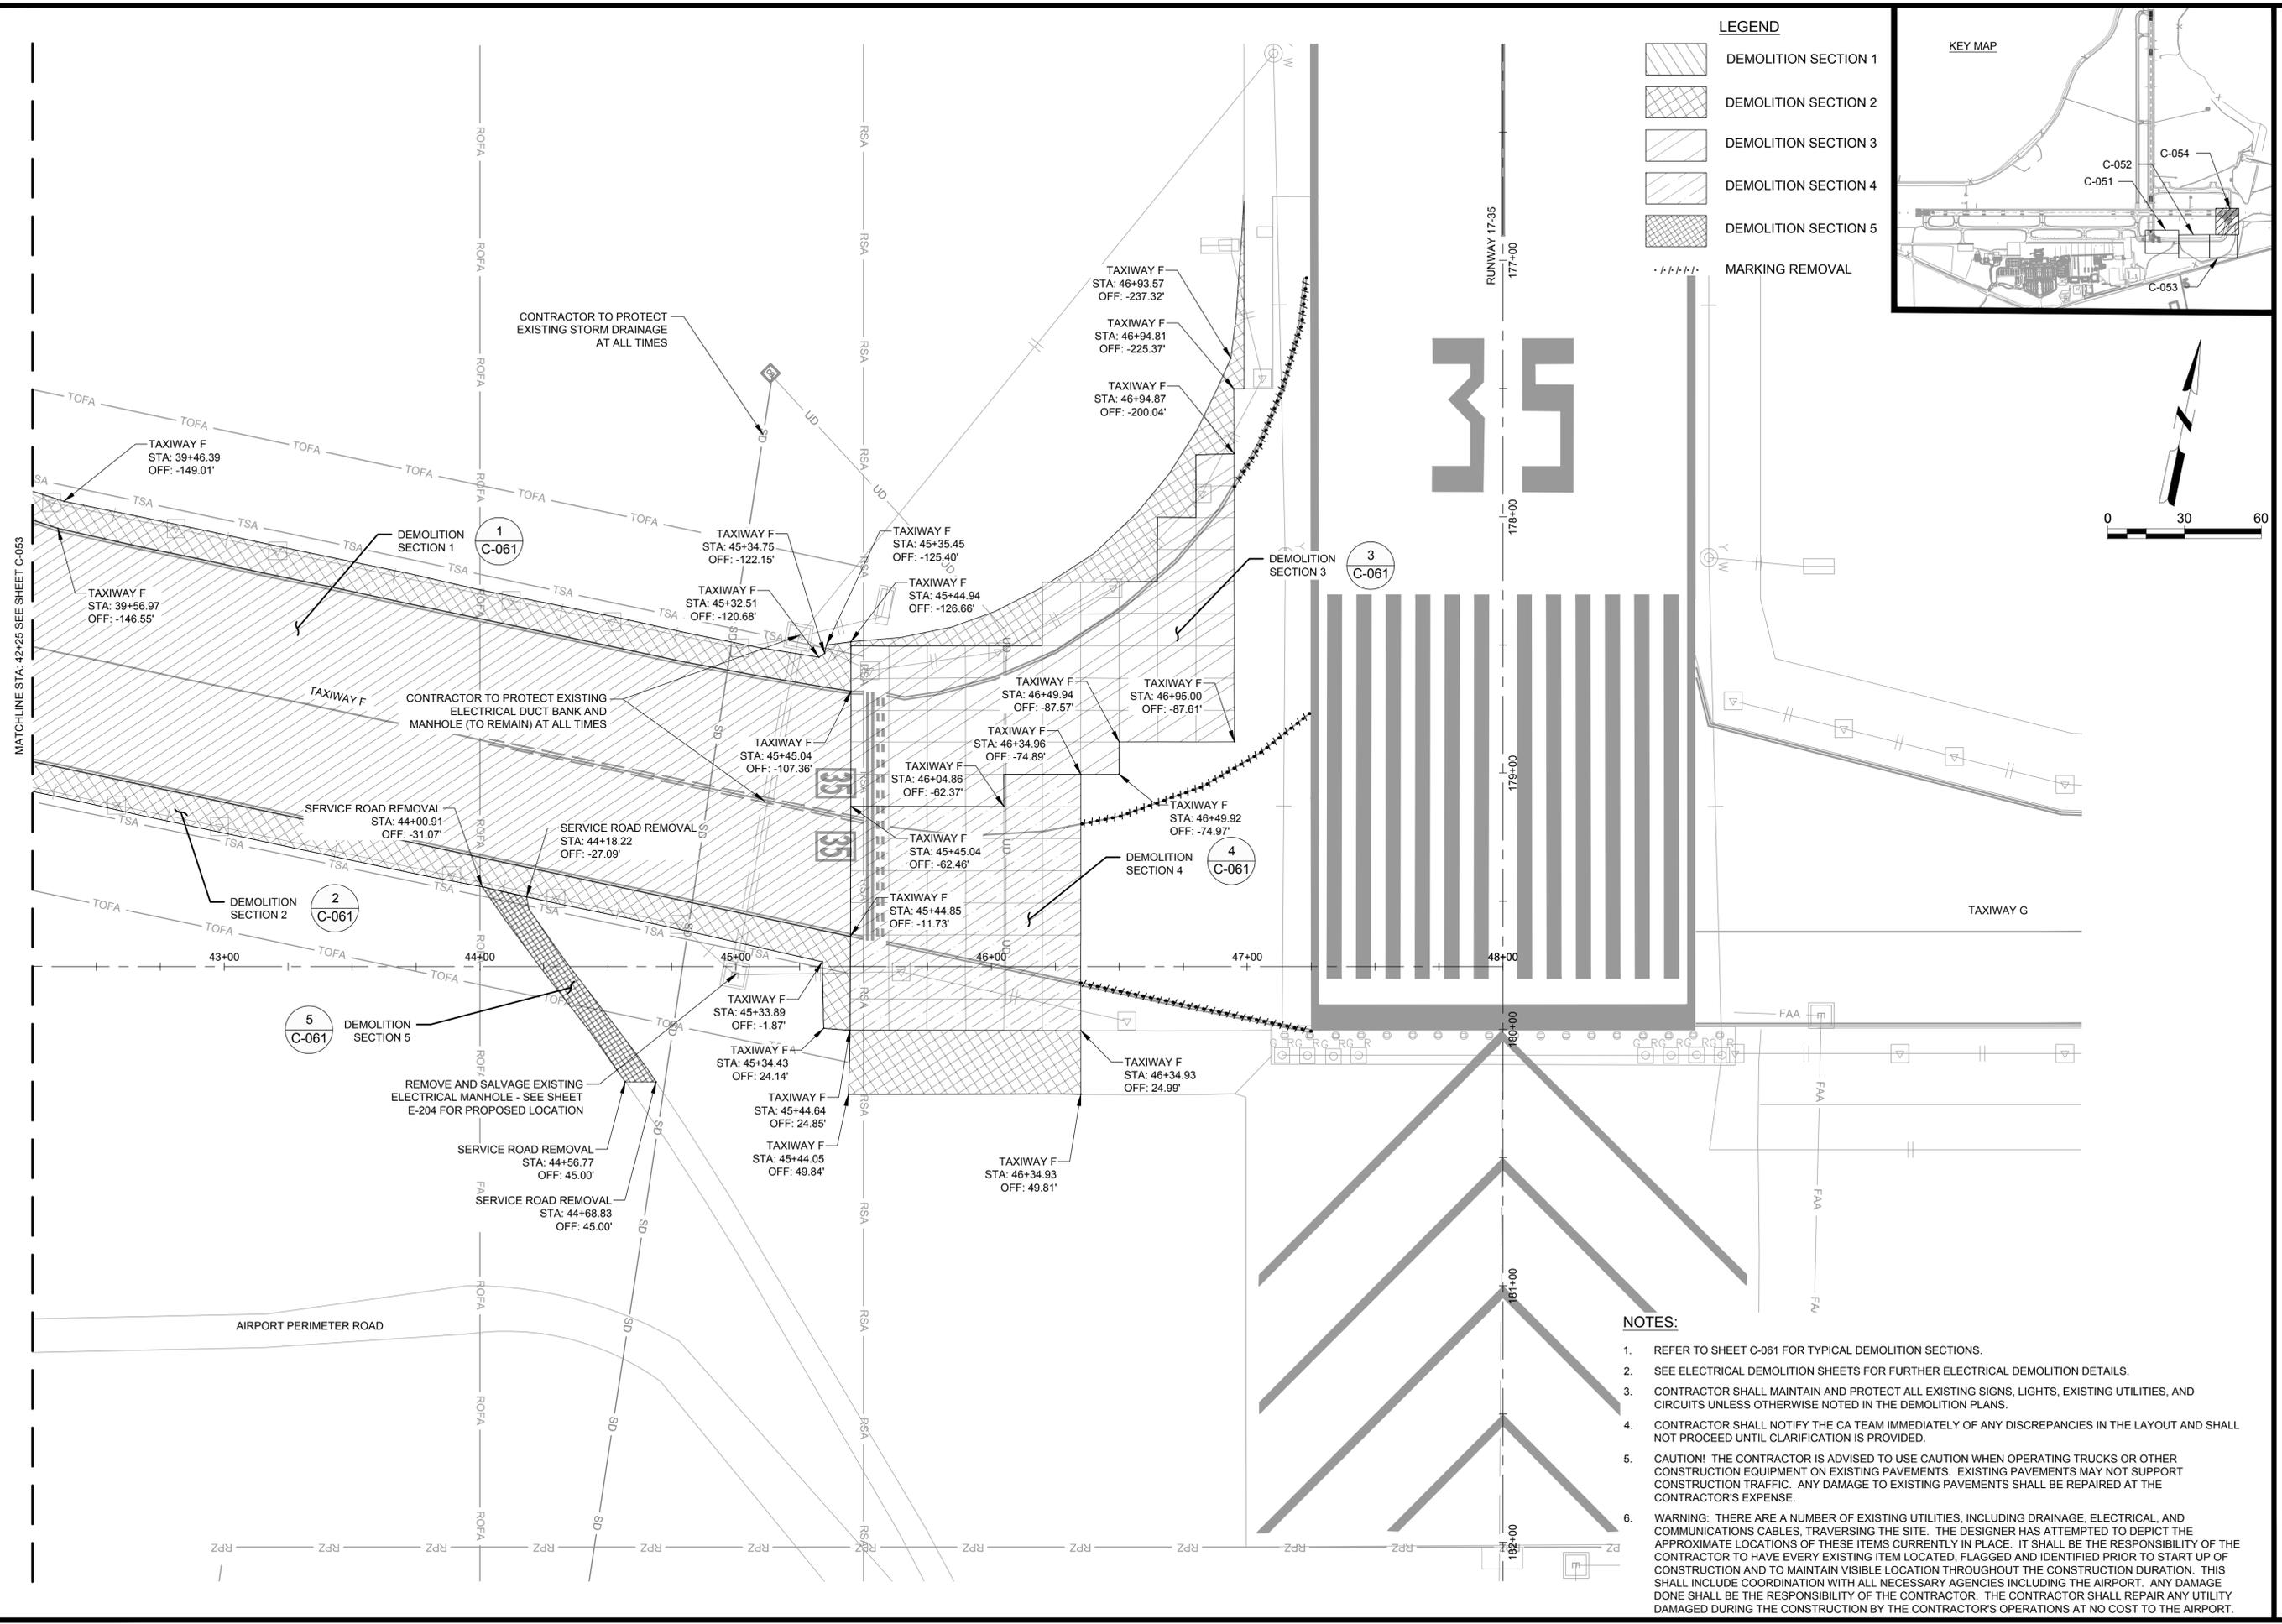 LEGEND
DEMOLITION SECTION 1
DEMOLITION SECTION 2
DEMOLITION SECTION 3
DEMOLITION SECTION 4
DEMOLITION SECTION 5
MARKING REMOVAL
KEY MAP
C-054
C-052
C-051
C-053
0 30 60
N
MATCHLINE STA: 42+25 SEE SHEET C-053
RUNWAY 17-35
177+00
178+00
179+00
180+00
181+00
182+00
35
CONTRACTOR TO PROTECT
EXISTING STORM DRAINAGE
AT ALL TIMES
TAXIWAY F
STA: 46+93.57
OFF: -237.32'
TAXIWAY F
STA: 46+94.81
OFF: -225.37'
TAXIWAY F
STA: 46+94.87
OFF: -200.04'
TAXIWAY F
STA: 39+46.39
OFF: -149.01'
DEMOLITION
SECTION 1
1
C-061
TAXIWAY F
STA: 45+34.75
OFF: -122.15'
TAXIWAY F
STA: 45+35.45
OFF: -125.40'
DEMOLITION
SECTION 3
3
C-061
TAXIWAY F
STA: 39+56.97
OFF: -146.55'
TAXIWAY F
STA: 45+32.51
OFF: -120.68'
TAXIWAY F
STA: 45+44.94
OFF: -126.66'
TAXIWAY F
CONTRACTOR TO PROTECT EXISTING
ELECTRICAL DUCT BANK AND
MANHOLE (TO REMAIN) AT ALL TIMES
TAXIWAY F
STA: 46+49.94
OFF: -87.57'
TAXIWAY F
STA: 46+95.00
OFF: -87.61'
TAXIWAY F
STA: 45+45.04
OFF: -107.36'
TAXIWAY F
STA: 46+34.96
OFF: -74.89'
TAXIWAY F
STA: 46+04.86
OFF: -62.37'
35
35
SERVICE ROAD REMOVAL
STA: 44+00.91
OFF: -31.07'
SERVICE ROAD REMOVAL
STA: 44+18.22
OFF: -27.09'
TAXIWAY F
STA: 45+45.04
OFF: -62.46'
TAXIWAY F
STA: 46+49.92
OFF: -74.97'
DEMOLITION
SECTION 4
4
C-061
DEMOLITION
SECTION 2
2
C-061
TAXIWAY F
STA: 45+44.85
OFF: -11.73'
TAXIWAY G
43+00 44+00 45+00 46+00 47+00 48+00
5
C-061
DEMOLITION
SECTION 5
TAXIWAY F
STA: 45+33.89
OFF: -1.87'
TAXIWAY F
STA: 45+34.43
OFF: 24.14'
TAXIWAY F
STA: 46+34.93
OFF: 24.99'
REMOVE AND SALVAGE EXISTING
ELECTRICAL MANHOLE - SEE SHEET
E-204 FOR PROPOSED LOCATION
TAXIWAY F
STA: 45+44.64
OFF: 24.85'
SERVICE ROAD REMOVAL
STA: 44+56.77
OFF: 45.00'
TAXIWAY F
STA: 45+44.05
OFF: 49.84'
TAXIWAY F
STA: 46+34.93
OFF: 49.81'
SERVICE ROAD REMOVAL
STA: 44+68.83
OFF: 45.00'
AIRPORT PERIMETER ROAD
TOFA
TSA
ROFA
RSA
SD
UD
FAA
RPZ
NOTES:
1. REFER TO SHEET C-061 FOR TYPICAL DEMOLITION SECTIONS.
2. SEE ELECTRICAL DEMOLITION SHEETS FOR FURTHER ELECTRICAL DEMOLITION DETAILS.
3. CONTRACTOR SHALL MAINTAIN AND PROTECT ALL EXISTING SIGNS, LIGHTS, EXISTING UTILITIES, AND
CIRCUITS UNLESS OTHERWISE NOTED IN THE DEMOLITION PLANS.
4. CONTRACTOR SHALL NOTIFY THE CA TEAM IMMEDIATELY OF ANY DISCREPANCIES IN THE LAYOUT AND SHALL
NOT PROCEED UNTIL CLARIFICATION IS PROVIDED.
5. CAUTION! THE CONTRACTOR IS ADVISED TO USE CAUTION WHEN OPERATING TRUCKS OR OTHER
CONSTRUCTION EQUIPMENT ON EXISTING PAVEMENTS. EXISTING PAVEMENTS MAY NOT SUPPORT
CONSTRUCTION TRAFFIC. ANY DAMAGE TO EXISTING PAVEMENTS SHALL BE REPAIRED AT THE
CONTRACTOR'S EXPENSE.
6. WARNING: THERE ARE A NUMBER OF EXISTING UTILITIES, INCLUDING DRAINAGE, ELECTRICAL, AND
COMMUNICATIONS CABLES, TRAVERSING THE SITE. THE DESIGNER HAS ATTEMPTED TO DEPICT THE
APPROXIMATE LOCATIONS OF THESE ITEMS CURRENTLY IN PLACE. IT SHALL BE THE RESPONSIBILITY OF THE
CONTRACTOR TO HAVE EVERY EXISTING ITEM LOCATED, FLAGGED AND IDENTIFIED PRIOR TO START UP OF
CONSTRUCTION AND TO MAINTAIN VISIBLE LOCATION THROUGHOUT THE CONSTRUCTION DURATION. THIS
SHALL INCLUDE COORDINATION WITH ALL NECESSARY AGENCIES INCLUDING THE AIRPORT. ANY DAMAGE
DONE SHALL BE THE RESPONSIBILITY OF THE CONTRACTOR. THE CONTRACTOR SHALL REPAIR ANY UTILITY
DAMAGED DURING THE CONSTRUCTION BY THE CONTRACTOR'S OPERATIONS AT NO COST TO THE AIRPORT.